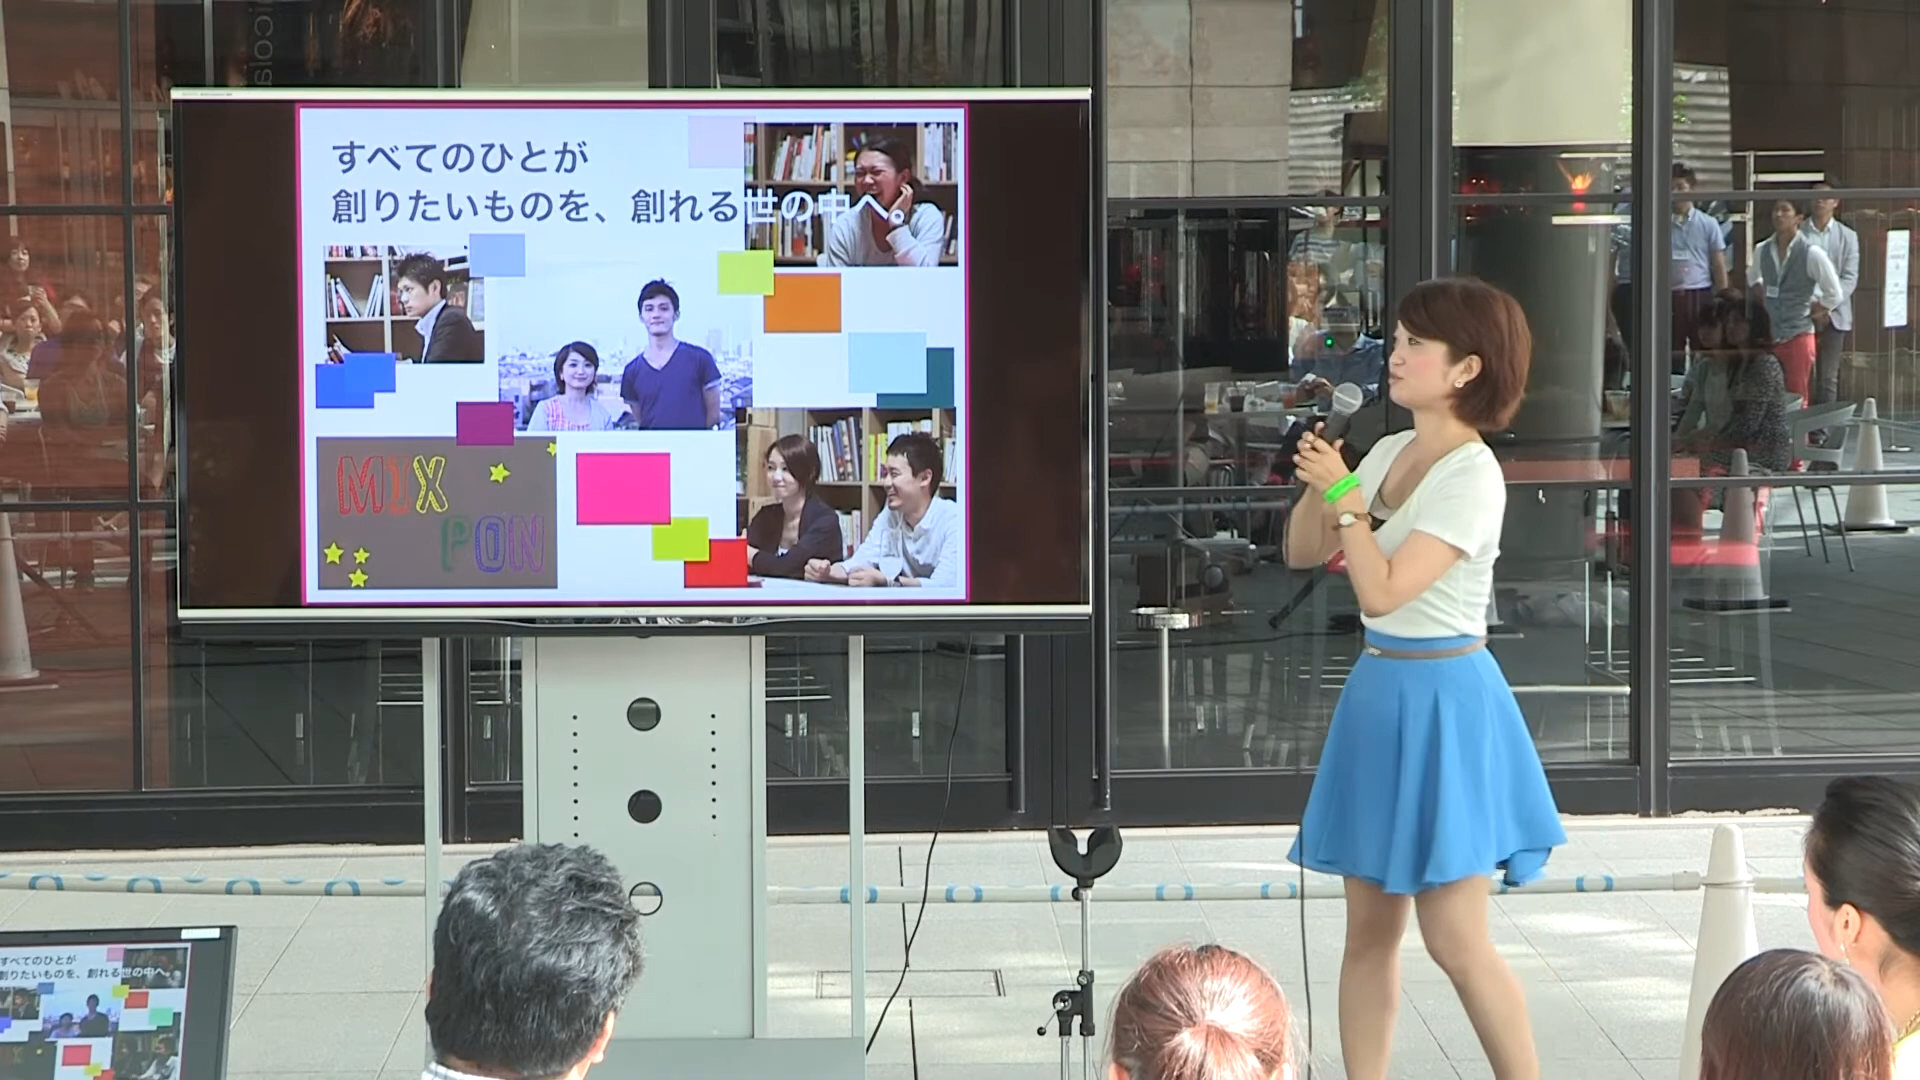 すべてのひとが
創りたいものを、創れる世の中へ。
MIX
PON
すべてのひとが
創りたいものを、創れる世の中へ。